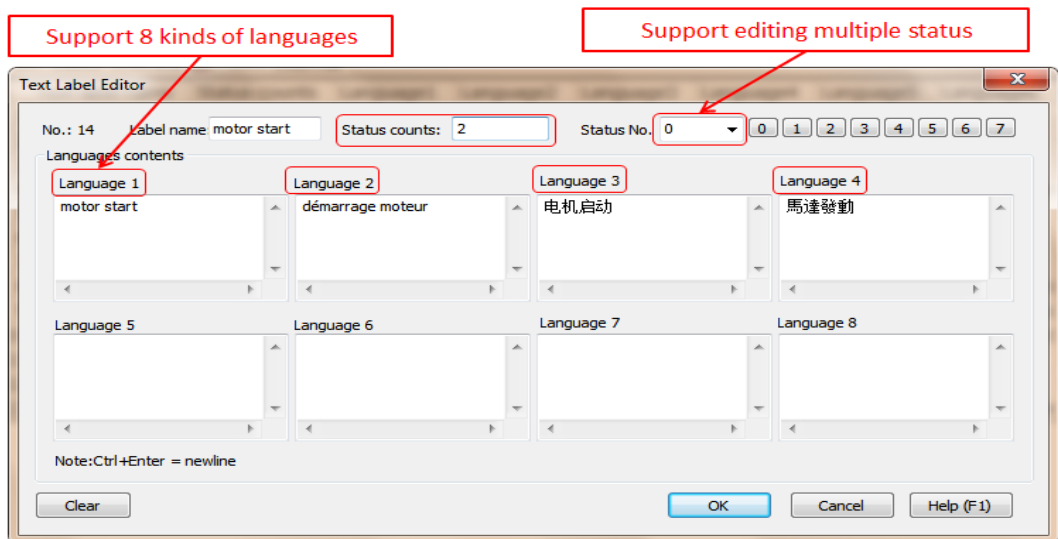 Support 8 kinds of languages
Support editing multiple status
Text Label Editor
No.: 14 Label name motor start Status counts: 2 Status No. 0 0 1 2 3 4 5 6 7
Languages contents
Language 1 Language 2 Language 3 Language 4
motor start démarrage moteur 电机启动 馬達發動
Language 5 Language 6 Language 7 Language 8
Note:Ctrl+Enter = newline
Clear OK Cancel Help (F1)